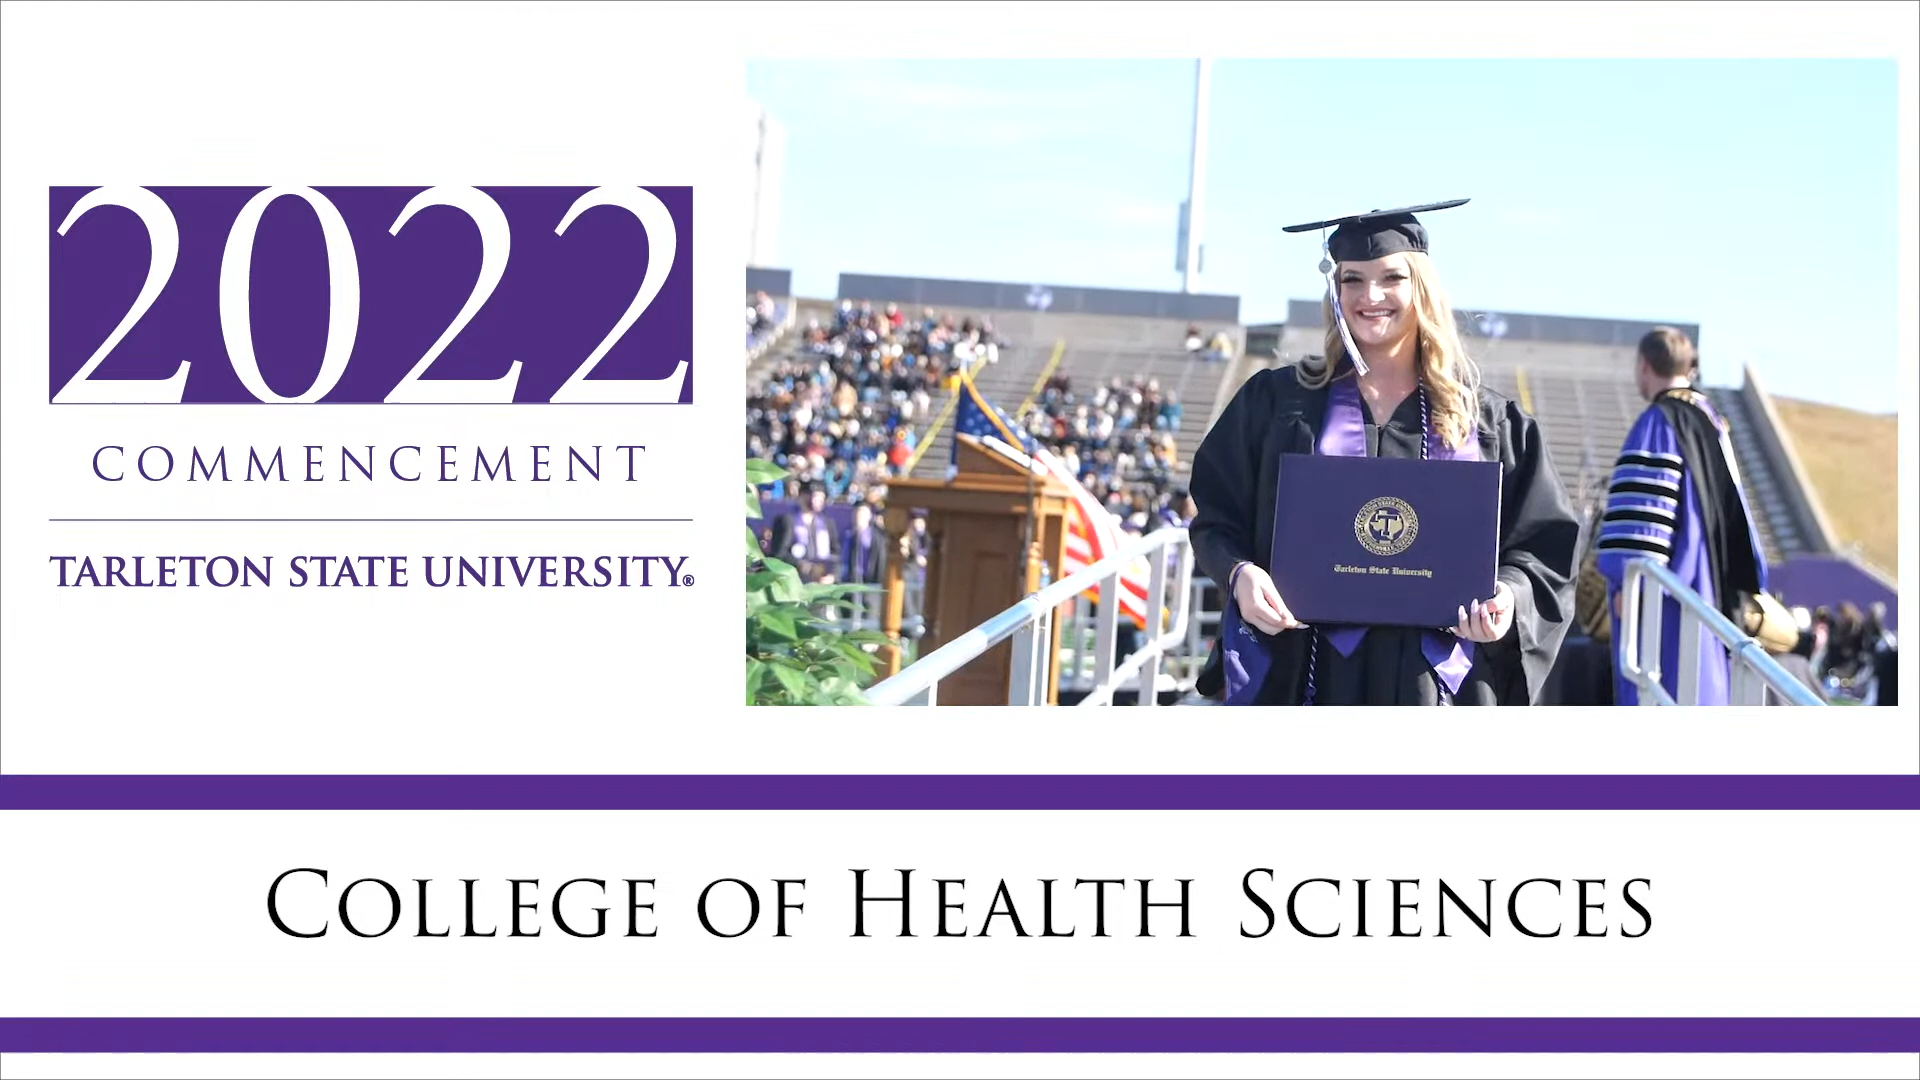 2022
COMMENCEMENT
TARLETON STATE UNIVERSITY®
Tarleton State University
COLLEGE OF HEALTH SCIENCES